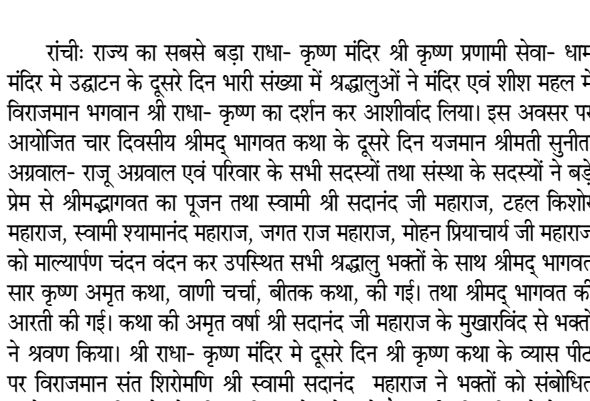 रांचीः राज्य का सबसे बड़ा राधा- कृष्ण मंदिर श्री कृष्ण प्रणामी सेवा- धाम
मंदिर मे उद्घाटन के दूसरे दिन भारी संख्या में श्रद्धालुओं ने मंदिर एवं शीश महल में
विराजमान भगवान श्री राधा- कृष्ण का दर्शन कर आशीर्वाद लिया। इस अवसर पर
आयोजित चार दिवसीय श्रीमद् भागवत कथा के दूसरे दिन यजमान श्रीमती सुनीता
अग्रवाल- राजू अग्रवाल एवं परिवार के सभी सदस्यों तथा संस्था के सदस्यों ने बड़े
प्रेम से श्रीमद्भागवत का पूजन तथा स्वामी श्री सदानंद जी महाराज, टहल किशोर
महाराज, स्वामी श्यामानंद महाराज, जगत राज महाराज, मोहन प्रियाचार्य जी महाराज
को माल्यार्पण चंदन वंदन कर उपस्थित सभी श्रद्धालु भक्तों के साथ श्रीमद् भागवत
सार कृष्ण अमृत कथा, वाणी चर्चा, बीतक कथा, की गई। तथा श्रीमद् भागवत की
आरती की गई। कथा की अमृत वर्षा श्री सदानंद जी महाराज के मुखारविंद से भक्तों
ने श्रवण किया। श्री राधा- कृष्ण मंदिर मे दूसरे दिन श्री कृष्ण कथा के व्यास पीठ
पर विराजमान संत शिरोमणि श्री स्वामी सदानंद महाराज ने भक्तों को संबोधित